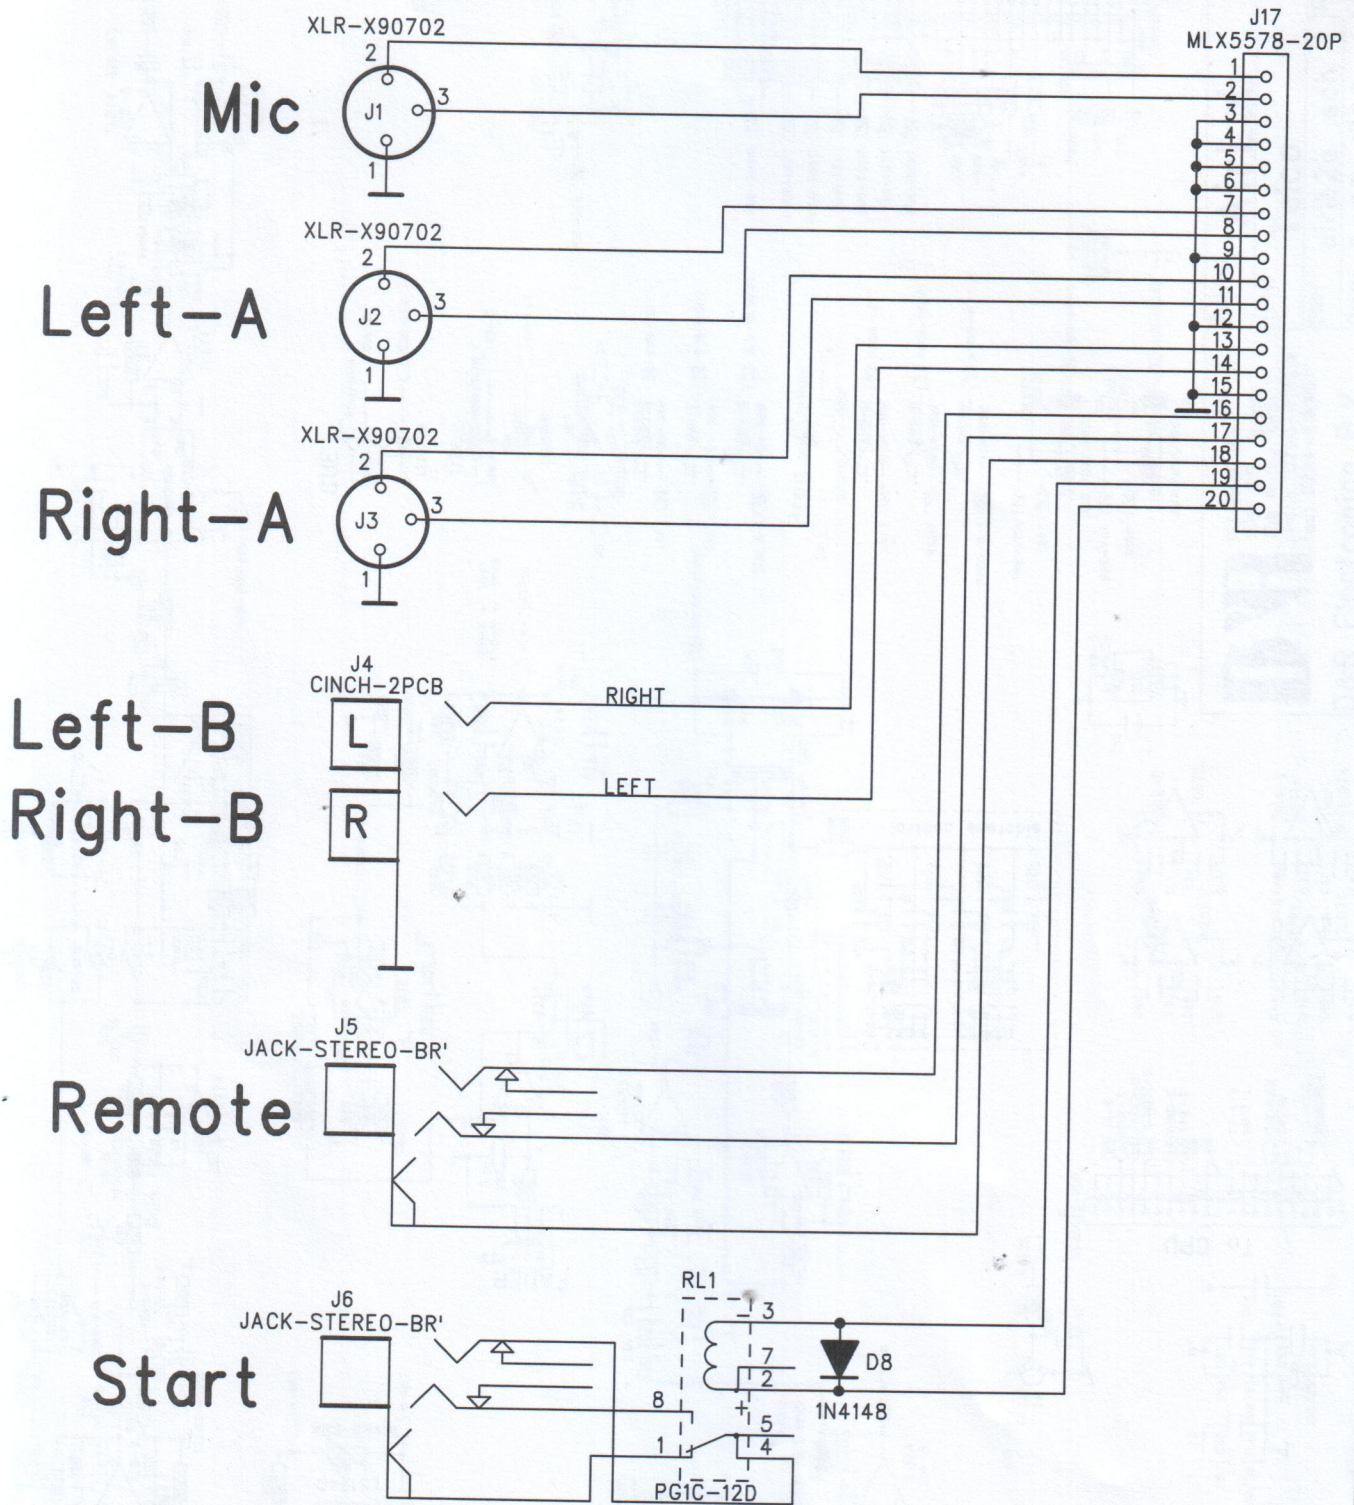 XLR-X90702
2
Mic
J1
3
1
J17
MLX5578-20P
1
2
3
4
5
6
7
8
9
10
11
12
13
14
15
16
17
18
19
20
XLR-X90702
2
Left-A
J2
3
1
XLR-X90702
2
Right-A
J3
3
1
J4
CINCH-2PCB
Left-B
L
RIGHT
Right-B
R
LEFT
J5
JACK-STEREO-BR'
Remote
J6
JACK-STEREO-BR'
Start
RL1
-
3
7
2
+
8
1
5
4
PG1C-12D
D8
1N4148